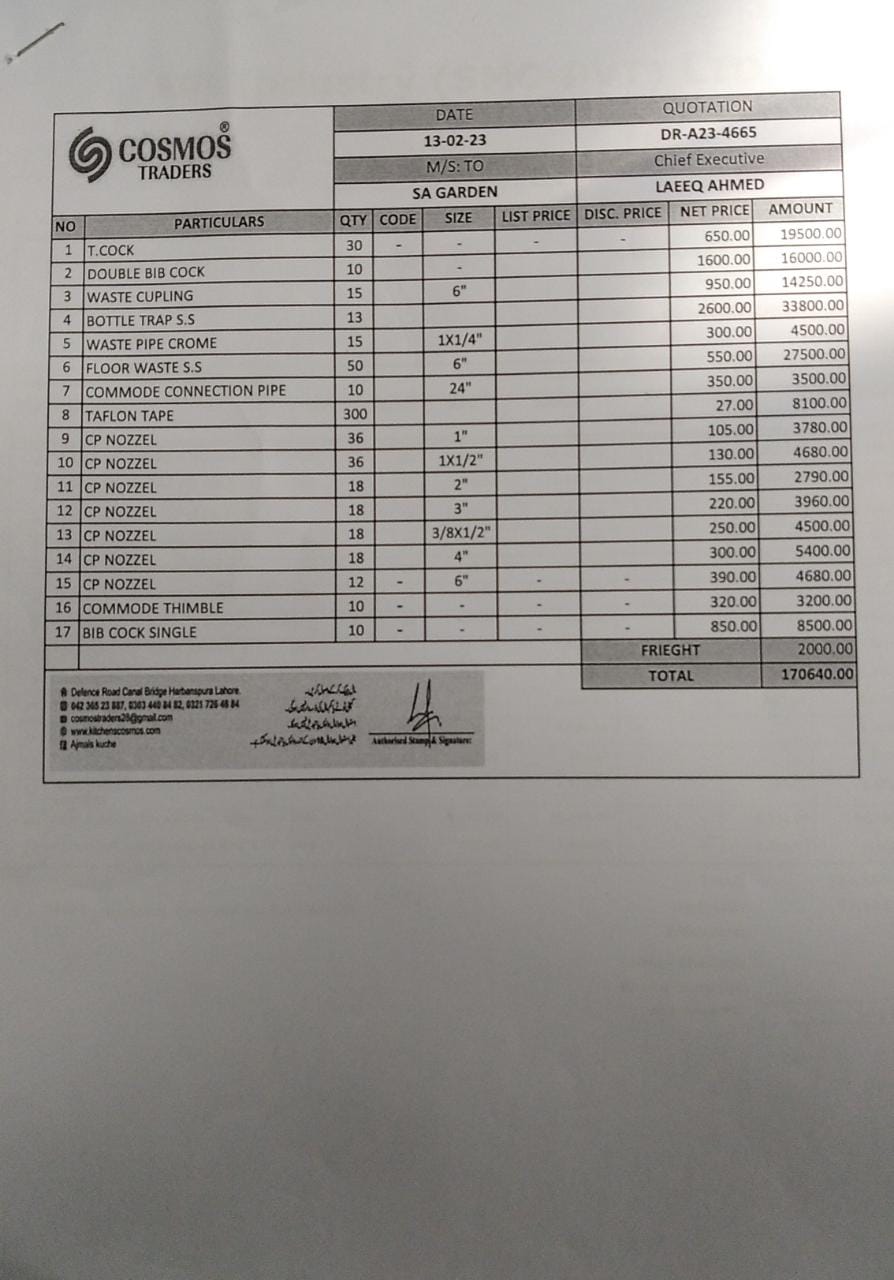 COSMOS®
TRADERS
DATE QUOTATION
13-02-23 DR-A23-4665
M/S: TO Chief Executive
SA GARDEN LAEEQ AHMED
NO PARTICULARS QTY CODE SIZE LIST PRICE DISC. PRICE NET PRICE AMOUNT
1 T.COCK 30 - - - - 650.00 19500.00
2 DOUBLE BIB COCK 10 - 1600.00 16000.00
3 WASTE CUPLING 15 6" 950.00 14250.00
4 BOTTLE TRAP S.S 13 2600.00 33800.00
5 WASTE PIPE CROME 15 1X1/4" 300.00 4500.00
6 FLOOR WASTE S.S 50 6" 550.00 27500.00
7 COMMODE CONNECTION PIPE 10 24" 350.00 3500.00
8 TAFLON TAPE 300 27.00 8100.00
9 CP NOZZEL 36 1" 105.00 3780.00
10 CP NOZZEL 36 1X1/2" 130.00 4680.00
11 CP NOZZEL 18 2" 155.00 2790.00
12 CP NOZZEL 18 3" 220.00 3960.00
13 CP NOZZEL 18 3/8X1/2" 250.00 4500.00
14 CP NOZZEL 18 4" 300.00 5400.00
15 CP NOZZEL 12 - 6" - - 390.00 4680.00
16 COMMODE THIMBLE 10 - - - - 320.00 3200.00
17 BIB COCK SINGLE 10 - - - - 850.00 8500.00
FRIEGHT 2000.00
TOTAL 170640.00
Defence Road Canal Bridge Harbanspura Lahore.
042 365 23 887, 0303 440 84 82, 0321 726 48 84
cosmostraders28@gmail.com
www.kitchenscosmos.com
Ajmals kuche
Authorised Stamp & Signature: